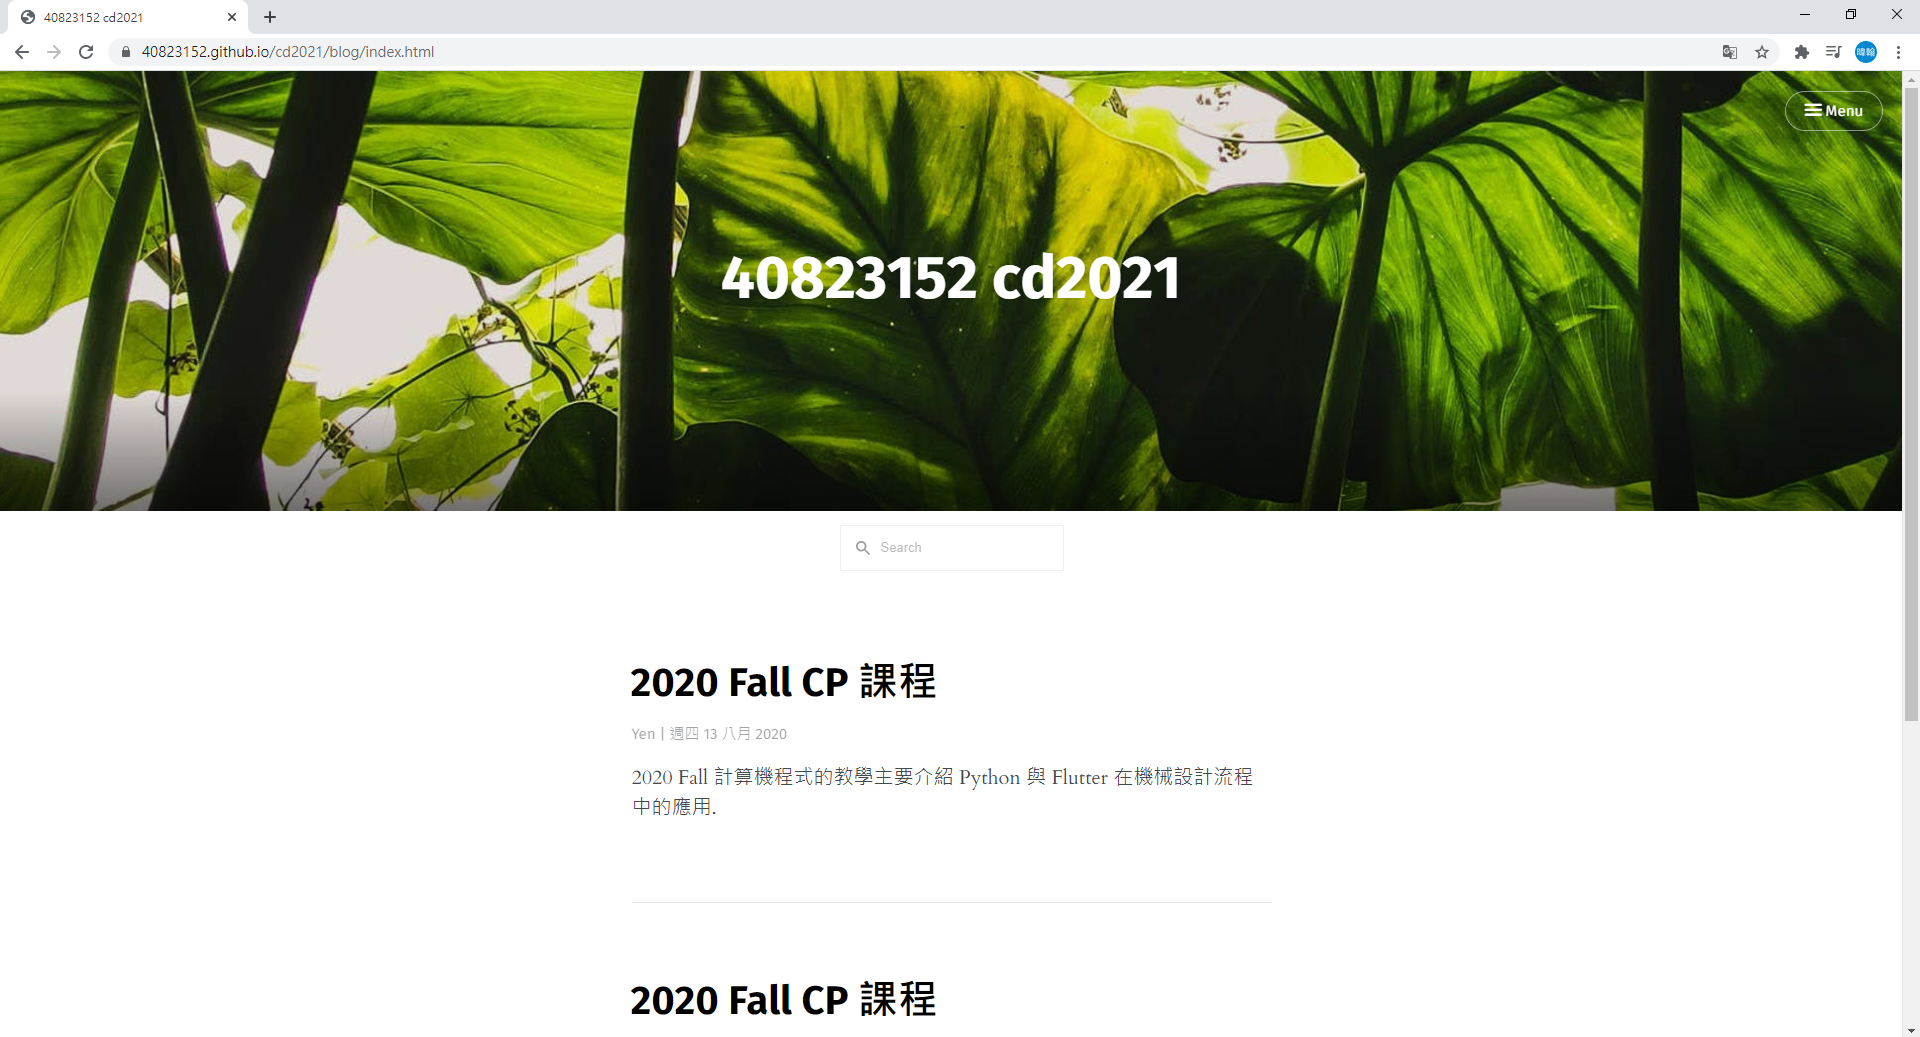 40823152 cd2021
40823152.github.io/cd2021/blog/index.html
Menu
40823152 cd2021
Search
2020 Fall CP 課程
Yen | 週四 13 八月 2020
2020 Fall 計算機程式的教學主要介紹 Python 與 Flutter 在機械設計流程
中的應用.
2020 Fall CP 課程